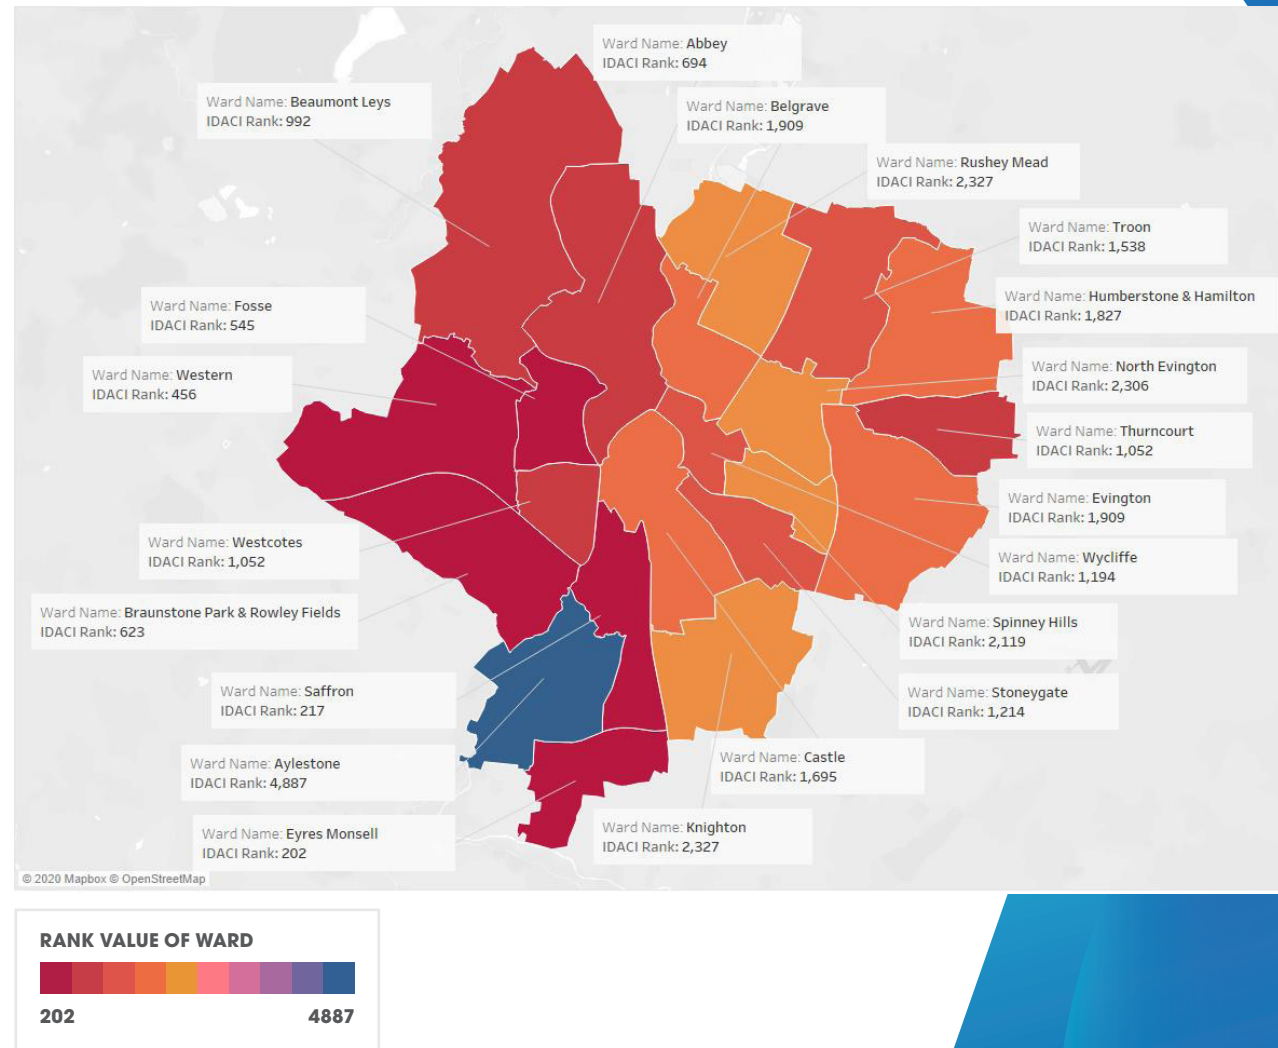 Ward Name: Abbey
IDACI Rank: 694
Ward Name: Beaumont Leys
IDACI Rank: 992
Ward Name: Belgrave
IDACI Rank: 1,909
Ward Name: Rushey Mead
IDACI Rank: 2,327
Ward Name: Troon
IDACI Rank: 1,538
Ward Name: Humberstone & Hamilton
IDACI Rank: 1,827
Ward Name: Fosse
IDACI Rank: 545
Ward Name: North Evington
IDACI Rank: 2,306
Ward Name: Western
IDACI Rank: 456
Ward Name: Thurncourt
IDACI Rank: 1,052
Ward Name: Evington
IDACI Rank: 1,909
Ward Name: Westcotes
IDACI Rank: 1,052
Ward Name: Wycliffe
IDACI Rank: 1,194
Ward Name: Braunstone Park & Rowley Fields
IDACI Rank: 623
Ward Name: Spinney Hills
IDACI Rank: 2,119
Ward Name: Saffron
IDACI Rank: 217
Ward Name: Stoneygate
IDACI Rank: 1,214
Ward Name: Aylestone
IDACI Rank: 4,887
Ward Name: Castle
IDACI Rank: 1,695
Ward Name: Eyres Monsell
IDACI Rank: 202
Ward Name: Knighton
IDACI Rank: 2,327
© 2020 Mapbox © OpenStreetMap
RANK VALUE OF WARD
202
4887